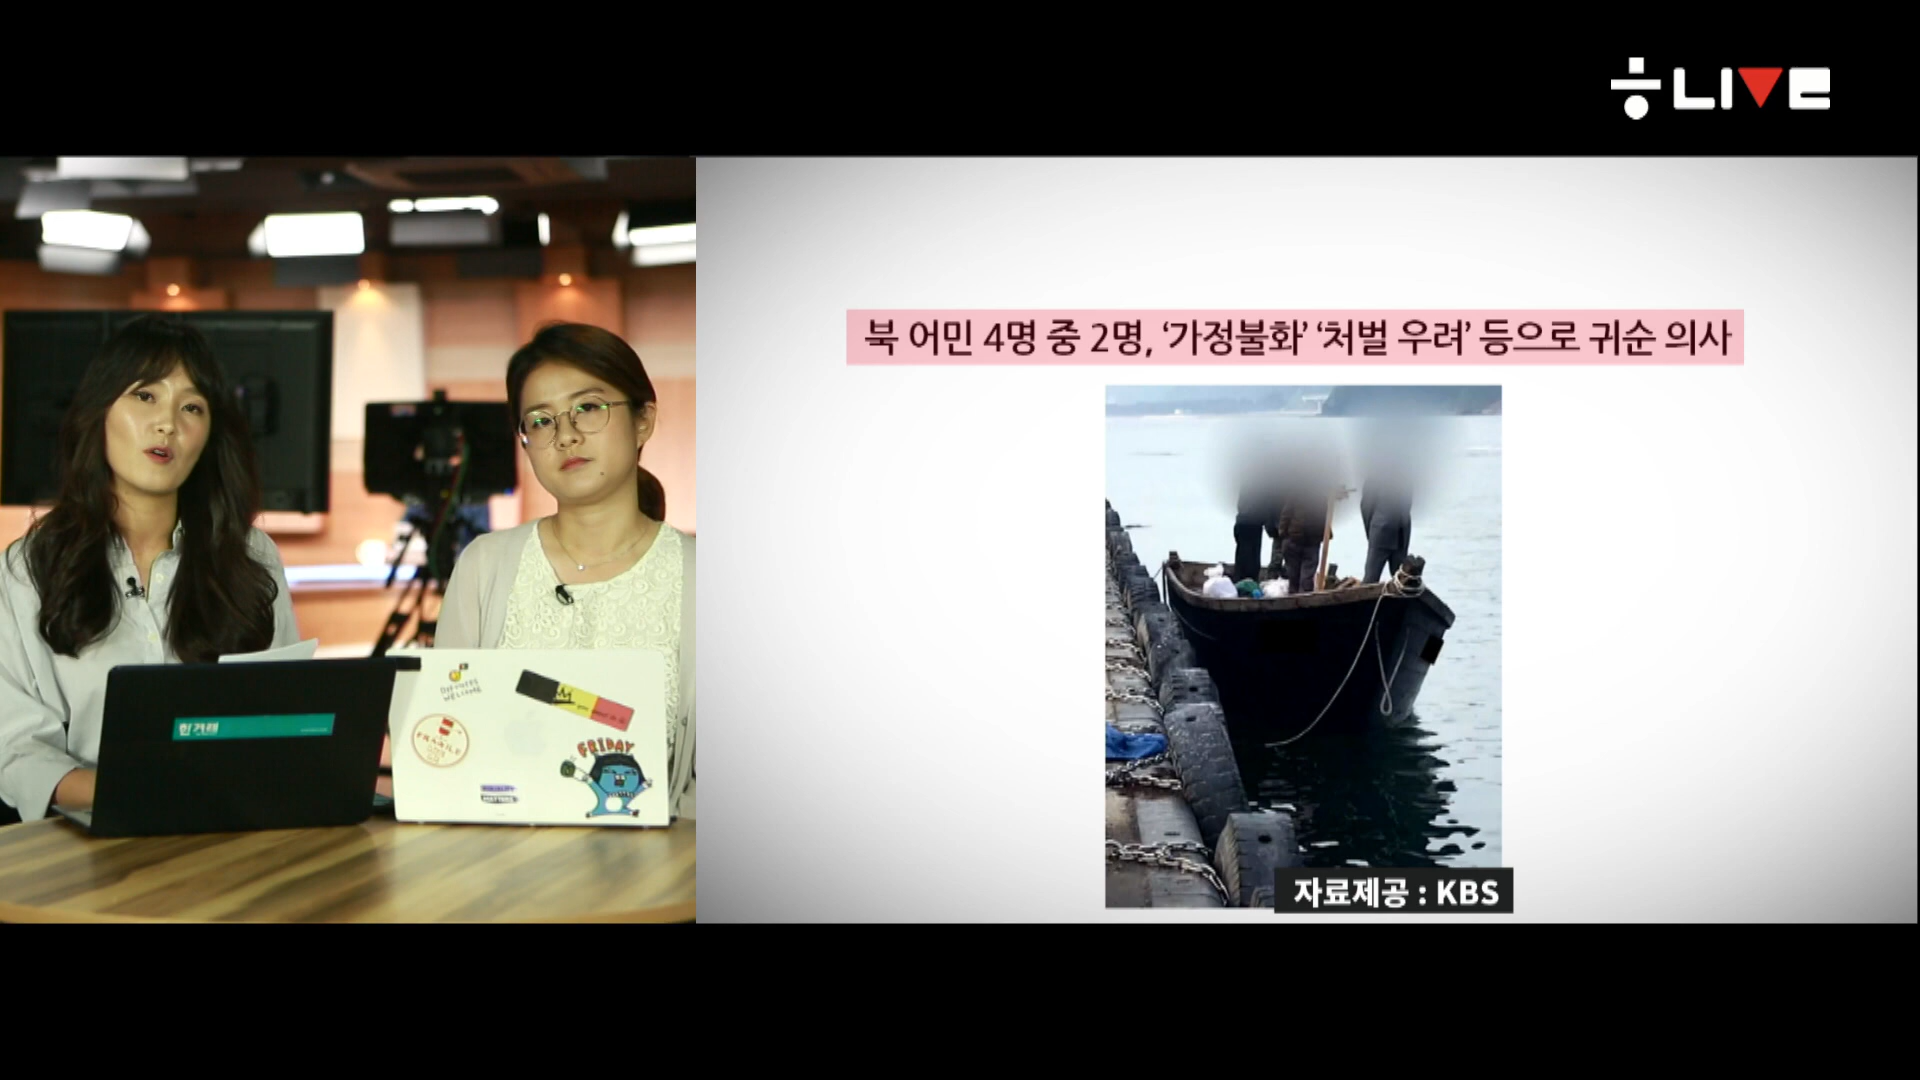 LIVE
북 어민 4명 중 2명, ‘가정불화’ ‘처벌 우려’ 등으로 귀순 의사
한겨레
FRAGILE
FRIDAY
자료제공 : KBS